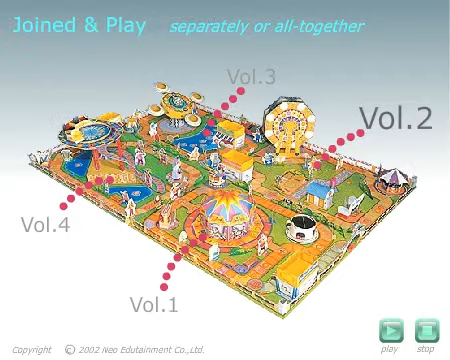 Joined & Play separately or all-together
Vol.3
Vol.2
Vol.4
Vol.1
Copyright © 2002 Neo Edutainment Co.,Ltd.
play stop